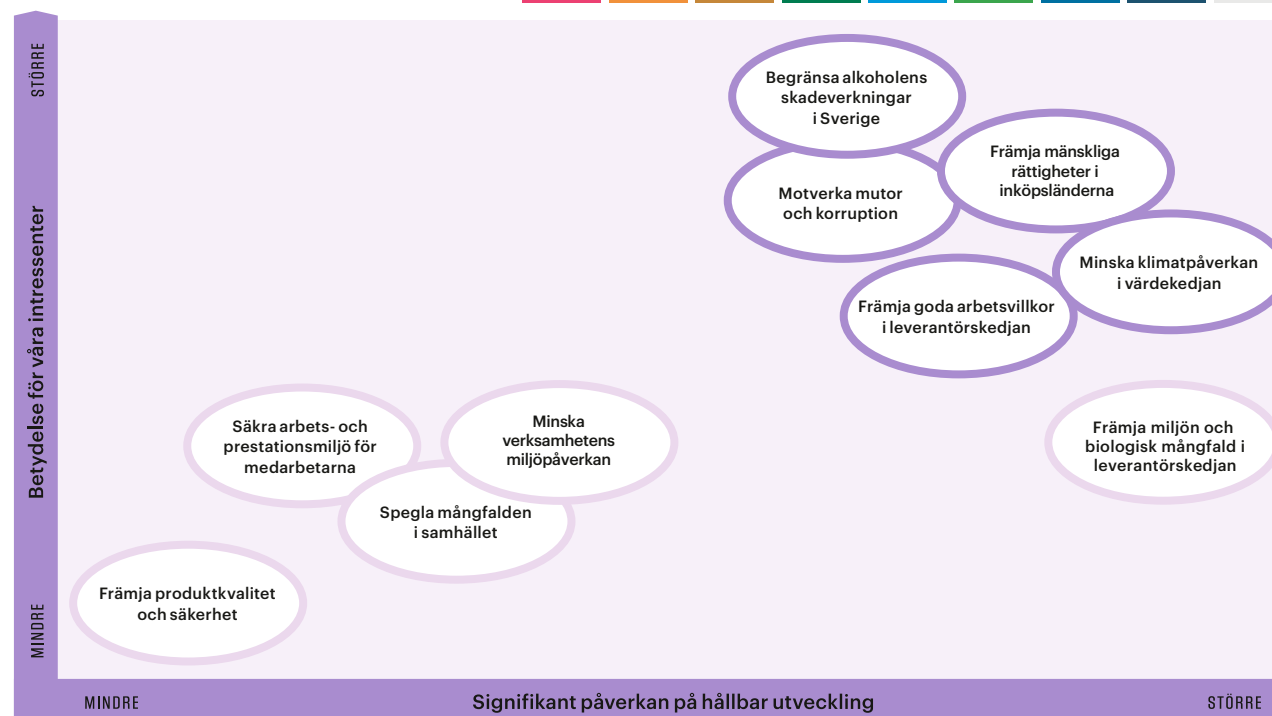 STÖRRE
Betydelse för våra intressenter
MINDRE
Begränsa alkoholens
skadeverkningar
i Sverige
Främja mänskliga
rättigheter i
inköpsländerna
Motverka mutor
och korruption
Minska klimatpåverkan
i värdekedjan
Främja goda arbetsvillkor
i leverantörskedjan
Säkra arbets- och
prestationsmiljö för
medarbetarna
Minska
verksamhetens
miljöpåverkan
Främja miljön och
biologisk mångfald i
leverantörskedjan
Spegla mångfalden
i samhället
Främja produktkvalitet
och säkerhet
MINDRE
Signifikant påverkan på hållbar utveckling
STÖRRE